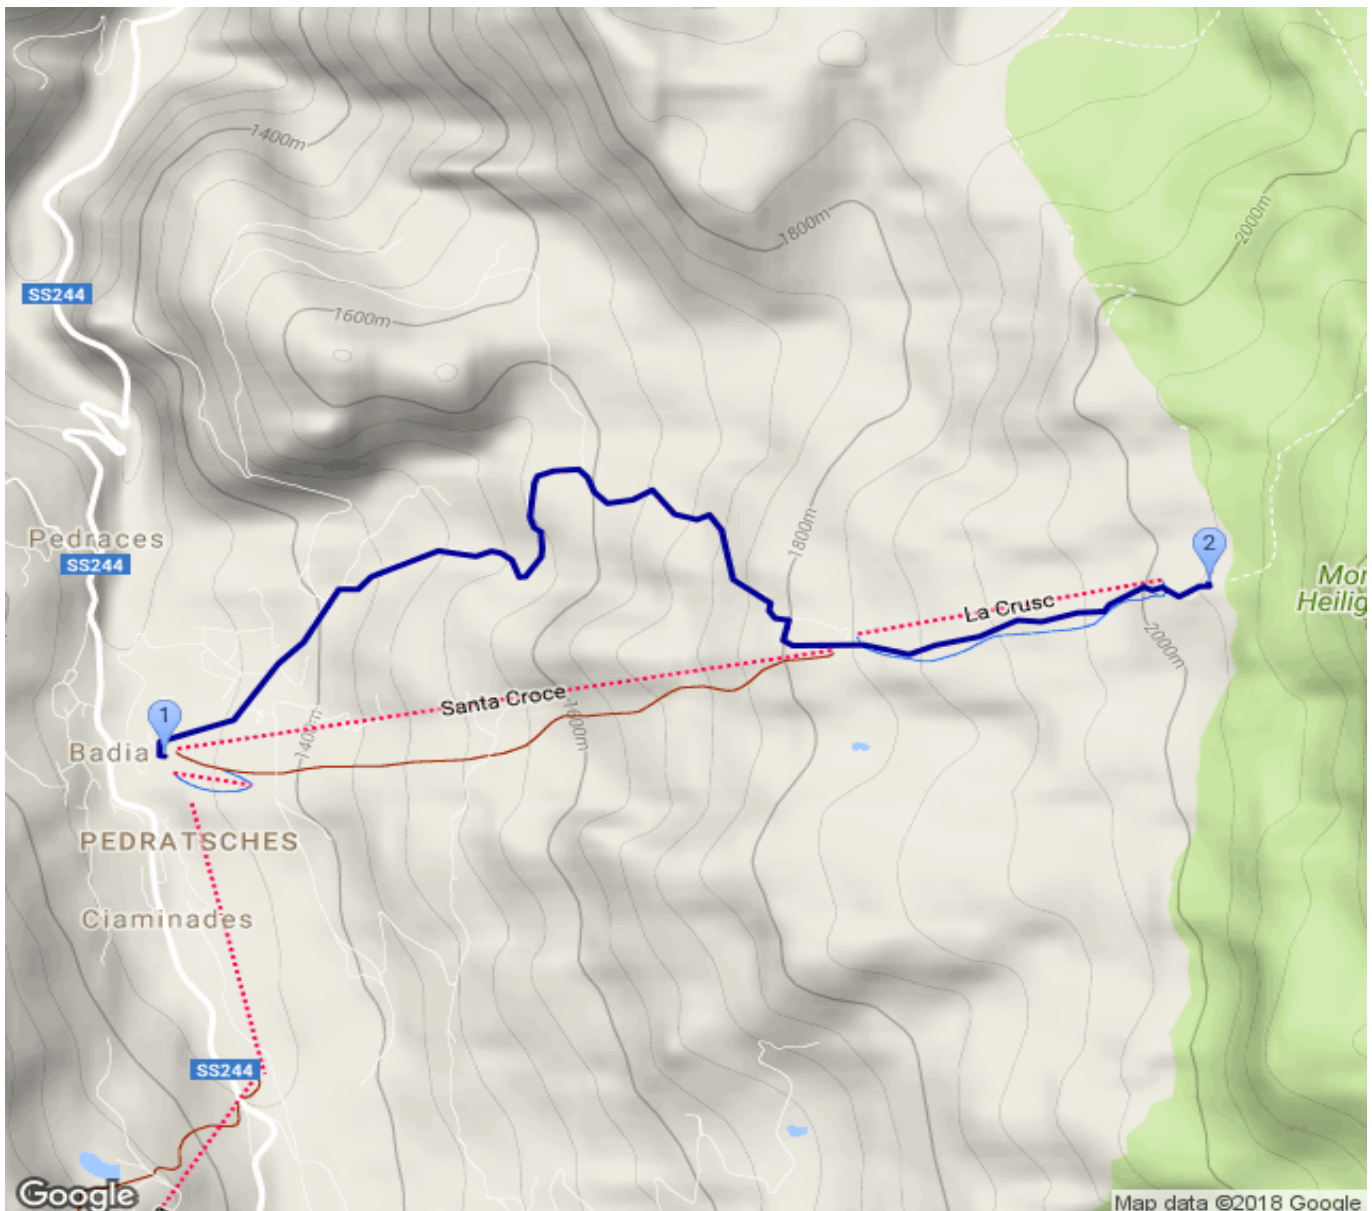 1400m
1800m
2000m
SS244
1600m
Pedraces
SS244
1800m
2
Mor
Heilig
La Crusc
2000m
1
Santa Croce
1400m
1600m
Badia
PEDRATSCHES
Ciaminades
SS244
Google
Map data ©2018 Google